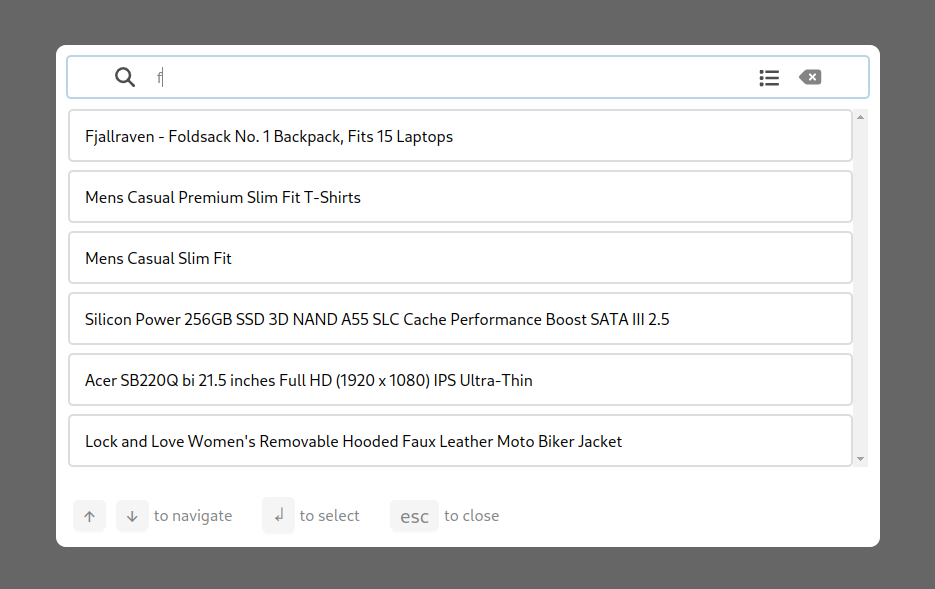 f
Fjallraven - Foldsack No. 1 Backpack, Fits 15 Laptops
Mens Casual Premium Slim Fit T-Shirts
Mens Casual Slim Fit
Silicon Power 256GB SSD 3D NAND A55 SLC Cache Performance Boost SATA III 2.5
Acer SB220Q bi 21.5 inches Full HD (1920 x 1080) IPS Ultra-Thin
Lock and Love Women's Removable Hooded Faux Leather Moto Biker Jacket
↑ ↓ to navigate ↲ to select esc to close